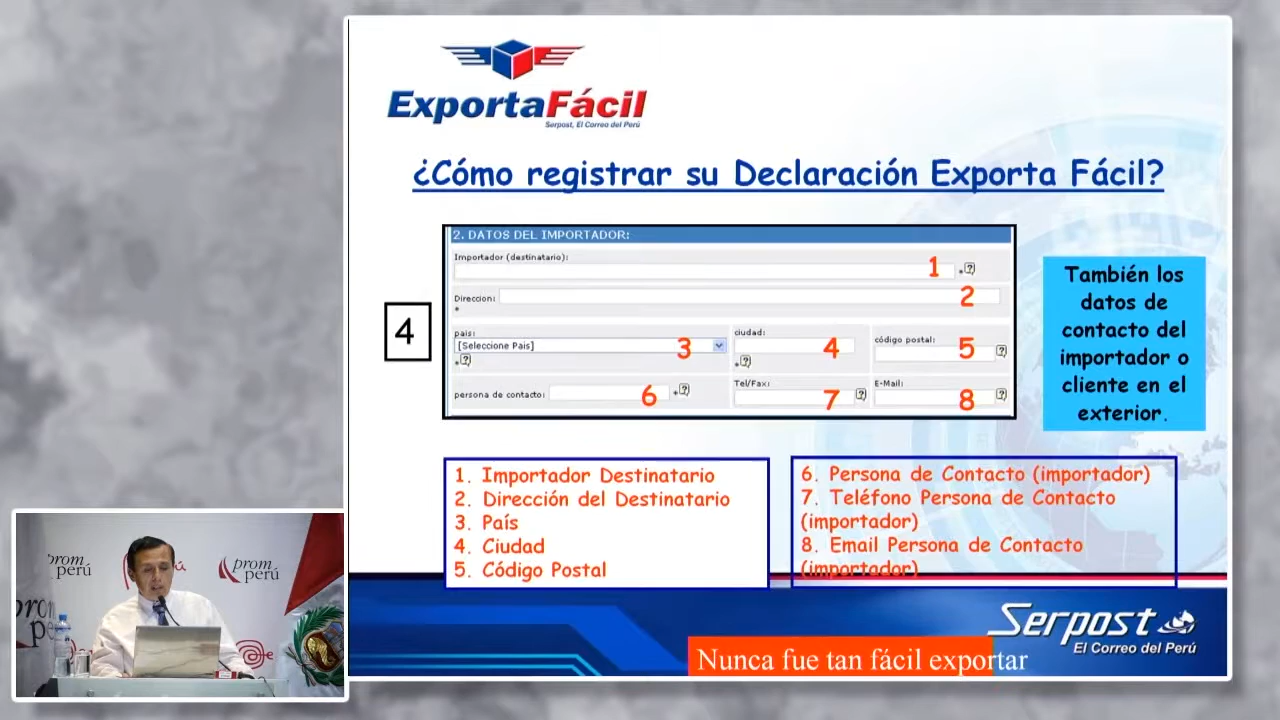 ExportaFácil
Serpost, El Correo del Perú
¿Cómo registrar su Declaración Exporta Fácil?
4
2. DATOS DEL IMPORTADOR:
Importador (destinatario):
1
* ?
Direccion:
2
*
país:
[Seleccione Pais]
3
* ?
ciudad:
4
* ?
código postal:
5
?
persona de contacto:
6
* ?
Tel/Fax:
7
?
E-Mail:
8
?
También los
datos de
contacto del
importador o
cliente en el
exterior.
1. Importador Destinatario
2. Dirección del Destinatario
3. País
4. Ciudad
5. Código Postal
6. Persona de Contacto (importador)
7. Teléfono Persona de Contacto
(importador)
8. Email Persona de Contacto
(importador)
Serpost
El Correo del Perú
Nunca fue tan fácil exportar
prom
perú
prom
perú